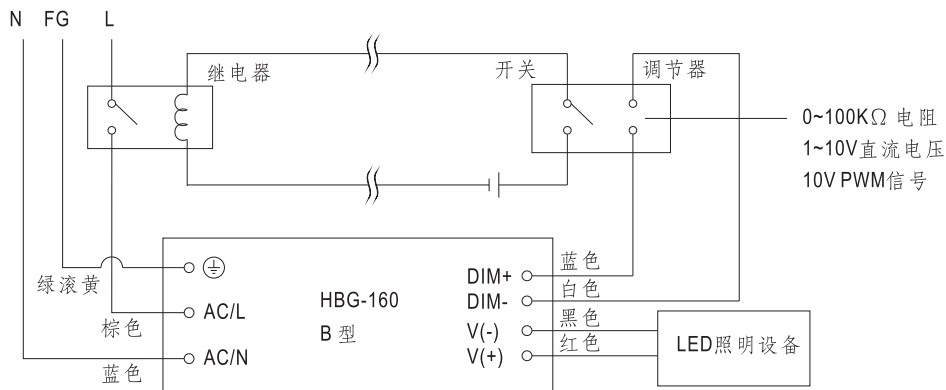 N FG L
继电器
开关
调节器
0~100KΩ 电阻
1~10V直流电压
10V PWM信号
绿滚黄
棕色
蓝色
AC/L
AC/N
HBG-160
B 型
DIM+
DIM-
V(-)
V(+)
蓝色
白色
黑色
红色
LED照明设备